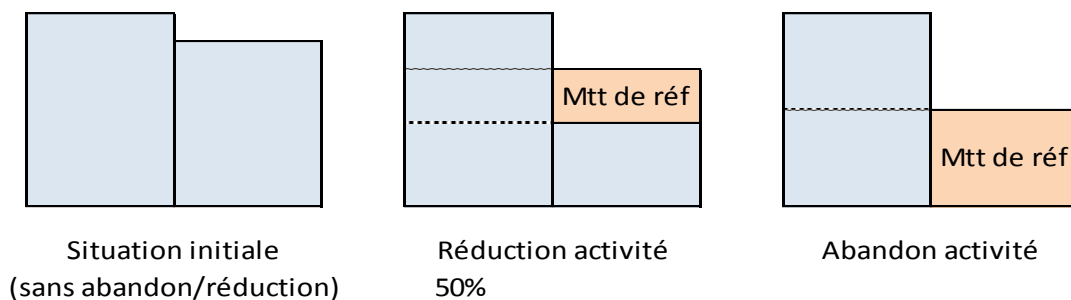 Mtt de réf
Mtt de réf
Situation initiale
(sans abandon/réduction)
Réduction activité
50%
Abandon activité